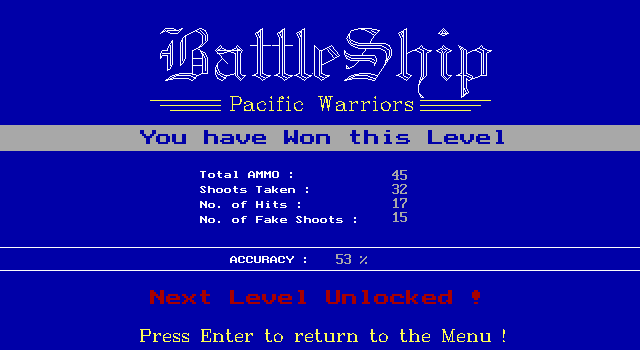 BattleShip
Pacific Warriors
You have Won this Level
Total AMMO : 45
Shoots Taken : 32
No. of Hits : 17
No. of Fake Shoots : 15
ACCURACY : 53 %
Next Level Unlocked !
Press Enter to return to the Menu !